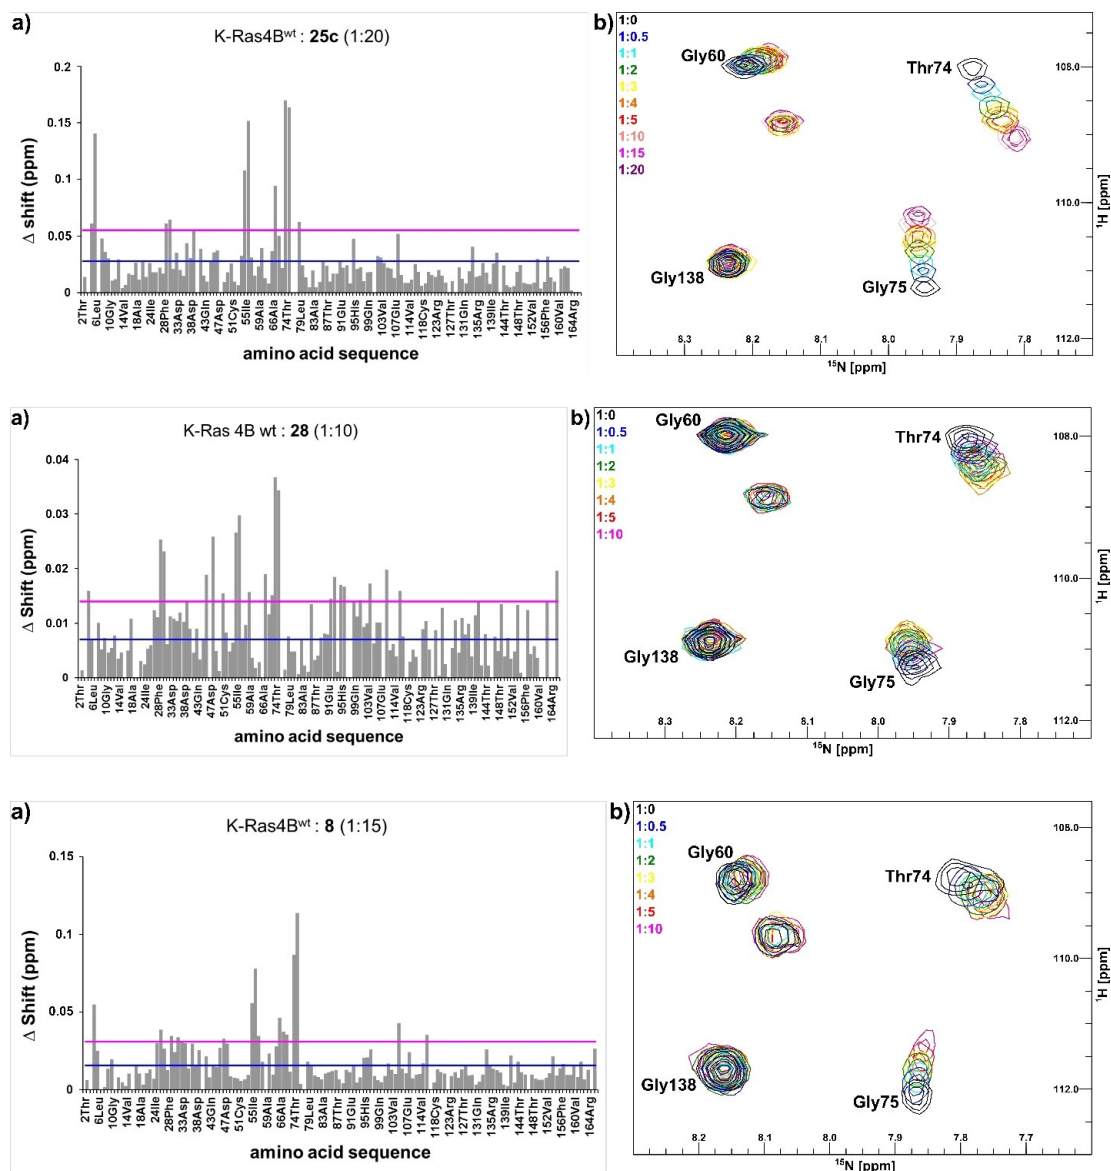 a)
K-Ras4Bwt : 25c (1:20)
0.2
0.15
0.1
0.05
0
Δ shift (ppm)
2Thr 6Leu 10Gly 14Val 18Ala 24Ile 28Phe 33Asp 38Asp 43Gln 47Asp 51Cys 55Ile 59Ala 66Ala 74Thr 79Leu 83Ala 87Thr 91Glu 95His 99Gln 103Val 107Glu 114Val 118Cys 123Arg 127Thr 131Gln 135Arg 139Ile 144Thr 148Thr 152Val 156Phe 160Val 164Arg
amino acid sequence
b)
1:0
1:0.5
1:1
1:2
1:3
1:4
1:5
1:10
1:15
1:20
Gly60
Thr74
Gly138
Gly75
108.0
110.0
112.0
1H [ppm]
8.3 8.2 8.1 8.0 7.9 7.8
15N [ppm]
a)
K-Ras 4B wt : 28 (1:10)
0.04
0.03
0.02
0.01
0
Δ Shift (ppm)
2Thr 6Leu 10Gly 14Val 18Ala 24Ile 28Phe 33Asp 38Asp 43Gln 47Asp 51Cys 55Ile 59Ala 66Ala 74Thr 79Leu 83Ala 87Thr 91Glu 95His 99Gln 103Val 107Glu 114Val 118Cys 123Arg 127Thr 131Gln 135Arg 139Ile 144Thr 148Thr 152Val 156Phe 160Val 164Arg
amino acid sequence
b)
1:0
1:0.5
1:1
1:2
1:3
1:4
1:5
1:10
Gly60
Thr74
Gly138
Gly75
108.0
110.0
112.0
1H [ppm]
8.3 8.2 8.1 8.0 7.9 7.8
15N [ppm]
a)
K-Ras4Bwt : 8 (1:15)
0.15
0.1
0.05
0
Δ Shift (ppm)
2Thr 6Leu 10Gly 14Val 18Ala 24Ile 28Phe 33Asp 38Asp 43Gln 47Asp 51Cys 55Ile 59Ala 66Ala 74Thr 79Leu 83Ala 87Thr 91Glu 95His 99Gln 103Val 107Glu 114Val 118Cys 123Arg 127Thr 131Gln 135Arg 139Ile 144Thr 148Thr 152Val 156Phe 160Val 164Arg
amino acid sequence
b)
1:0
1:0.5
1:1
1:2
1:3
1:4
1:5
1:10
Gly60
Thr74
Gly138
Gly75
108.0
110.0
112.0
1H [ppm]
8.2 8.1 8.0 7.9 7.8 7.7
15N [ppm]